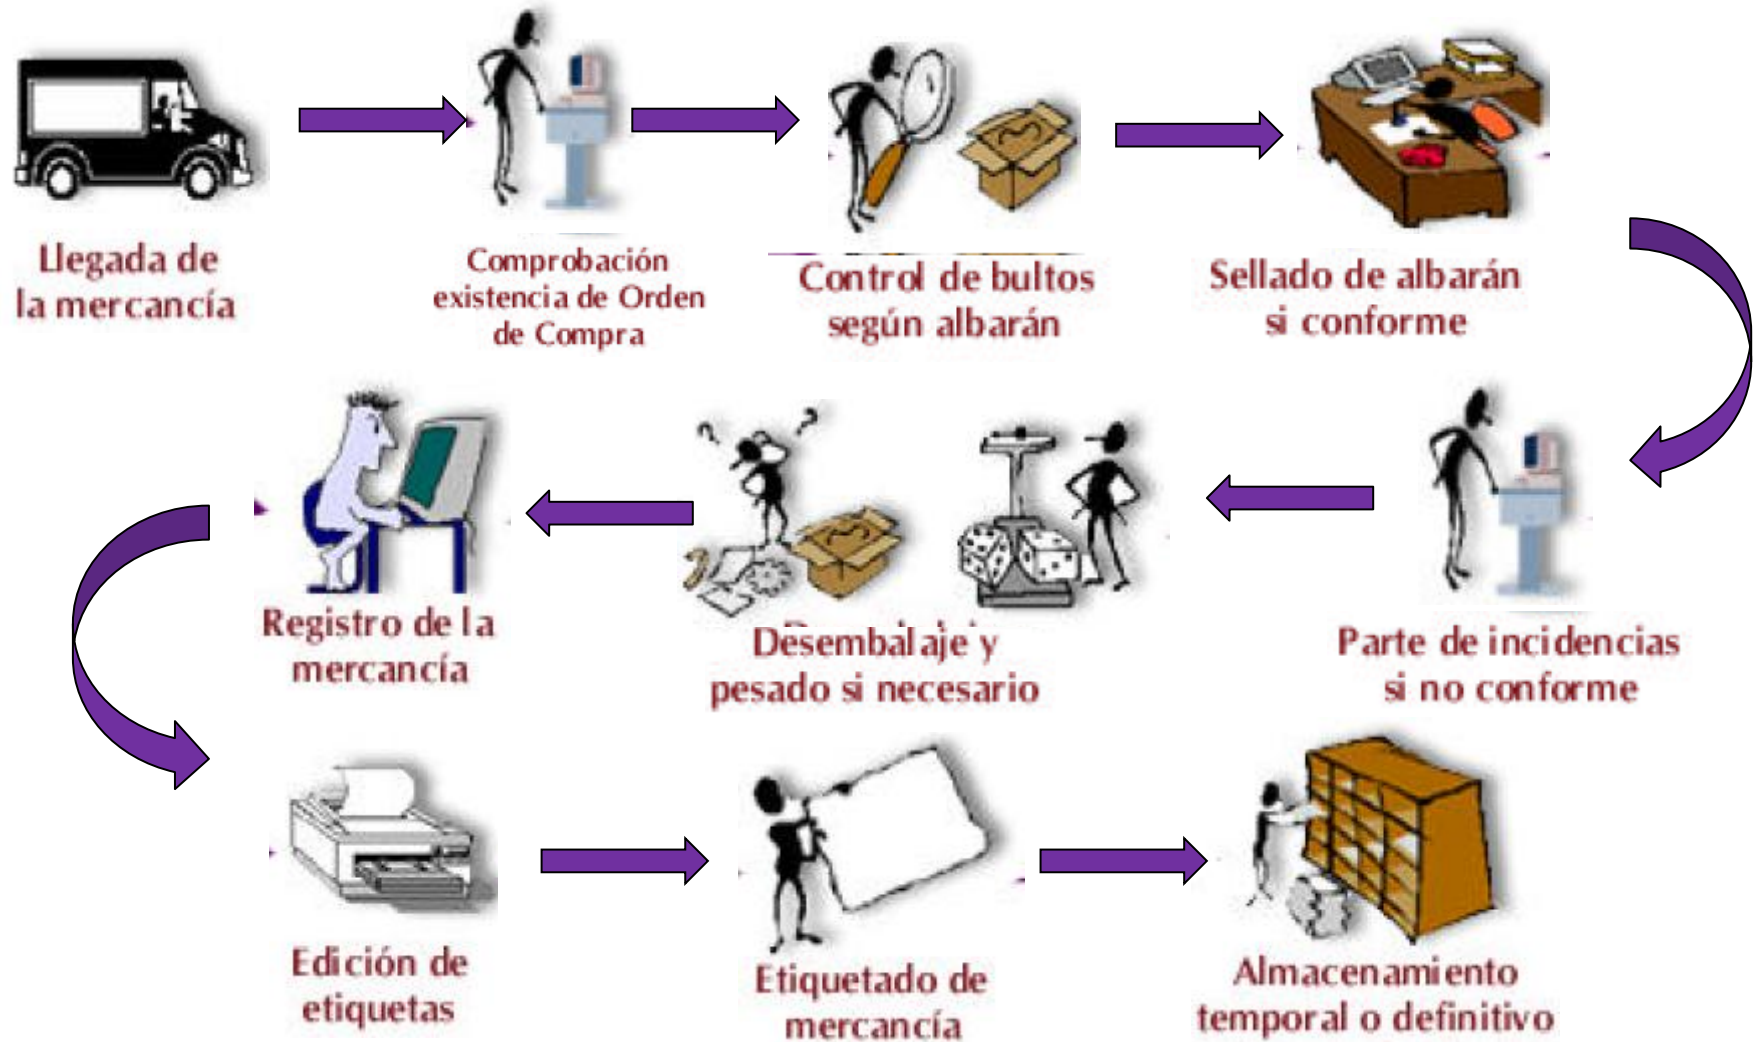 Llegada de
la mercancía
Comprobación
existencia de Orden
de Compra
Control de bultos
según albarán
Sellado de albarán
si conforme
Parte de incidencias
si no conforme
Desembalaje y
pesado si necesario
Registro de la
mercancía
Edición de
etiquetas
Etiquetado de
mercancía
Almacenamiento
temporal o definitivo